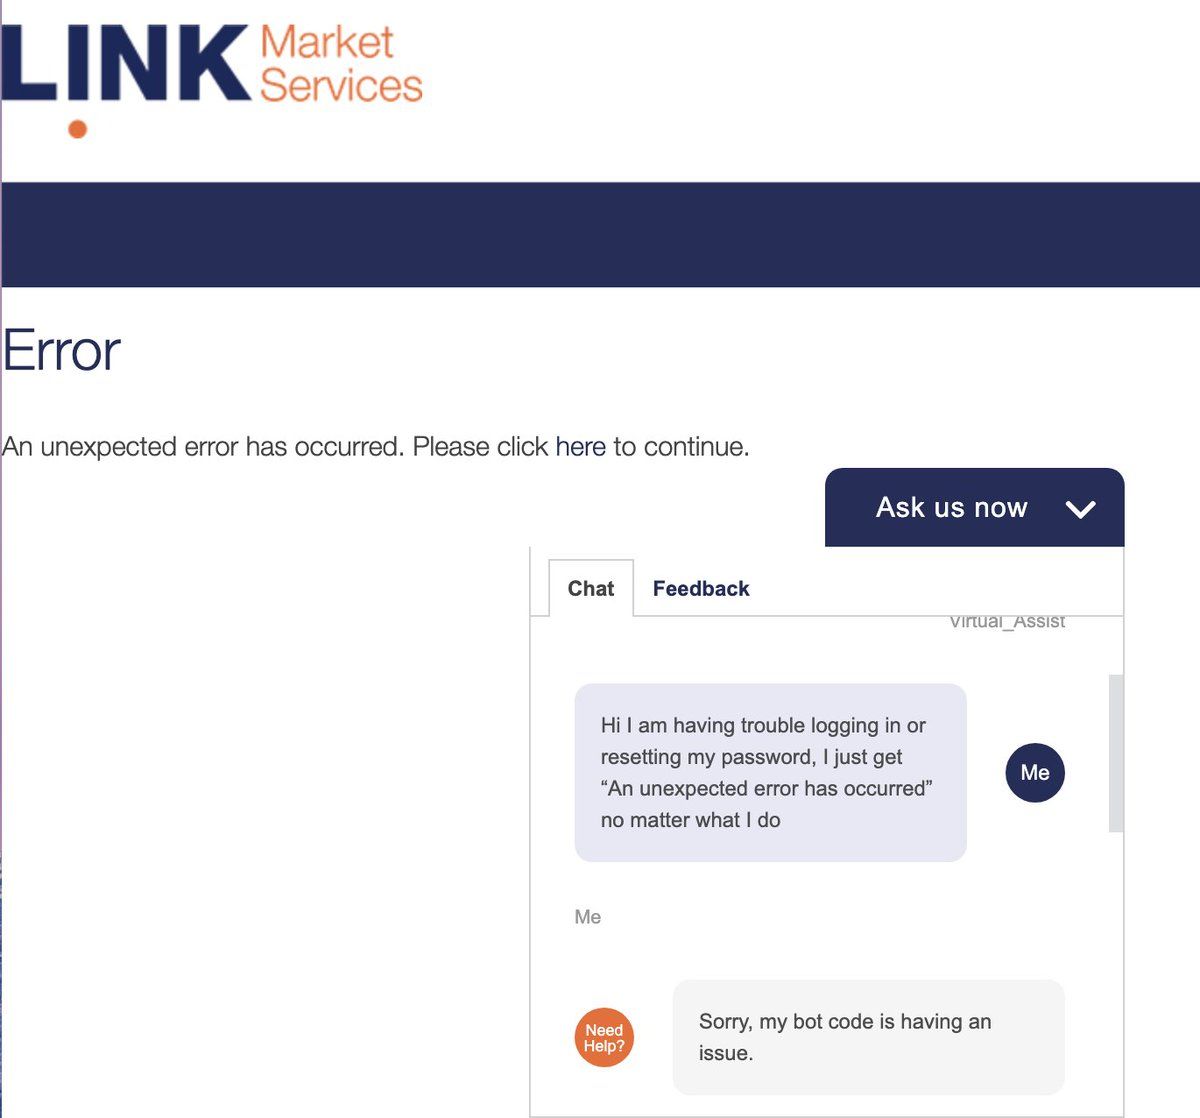 LINK Market
Services
Error
An unexpected error has occurred. Please click here to continue.
Ask us now
Chat Feedback
Virtual_Assist
Hi I am having trouble logging in or
resetting my password, I just get
“An unexpected error has occurred”
no matter what I do
Me
Me
Need
Help?
Sorry, my bot code is having an
issue.